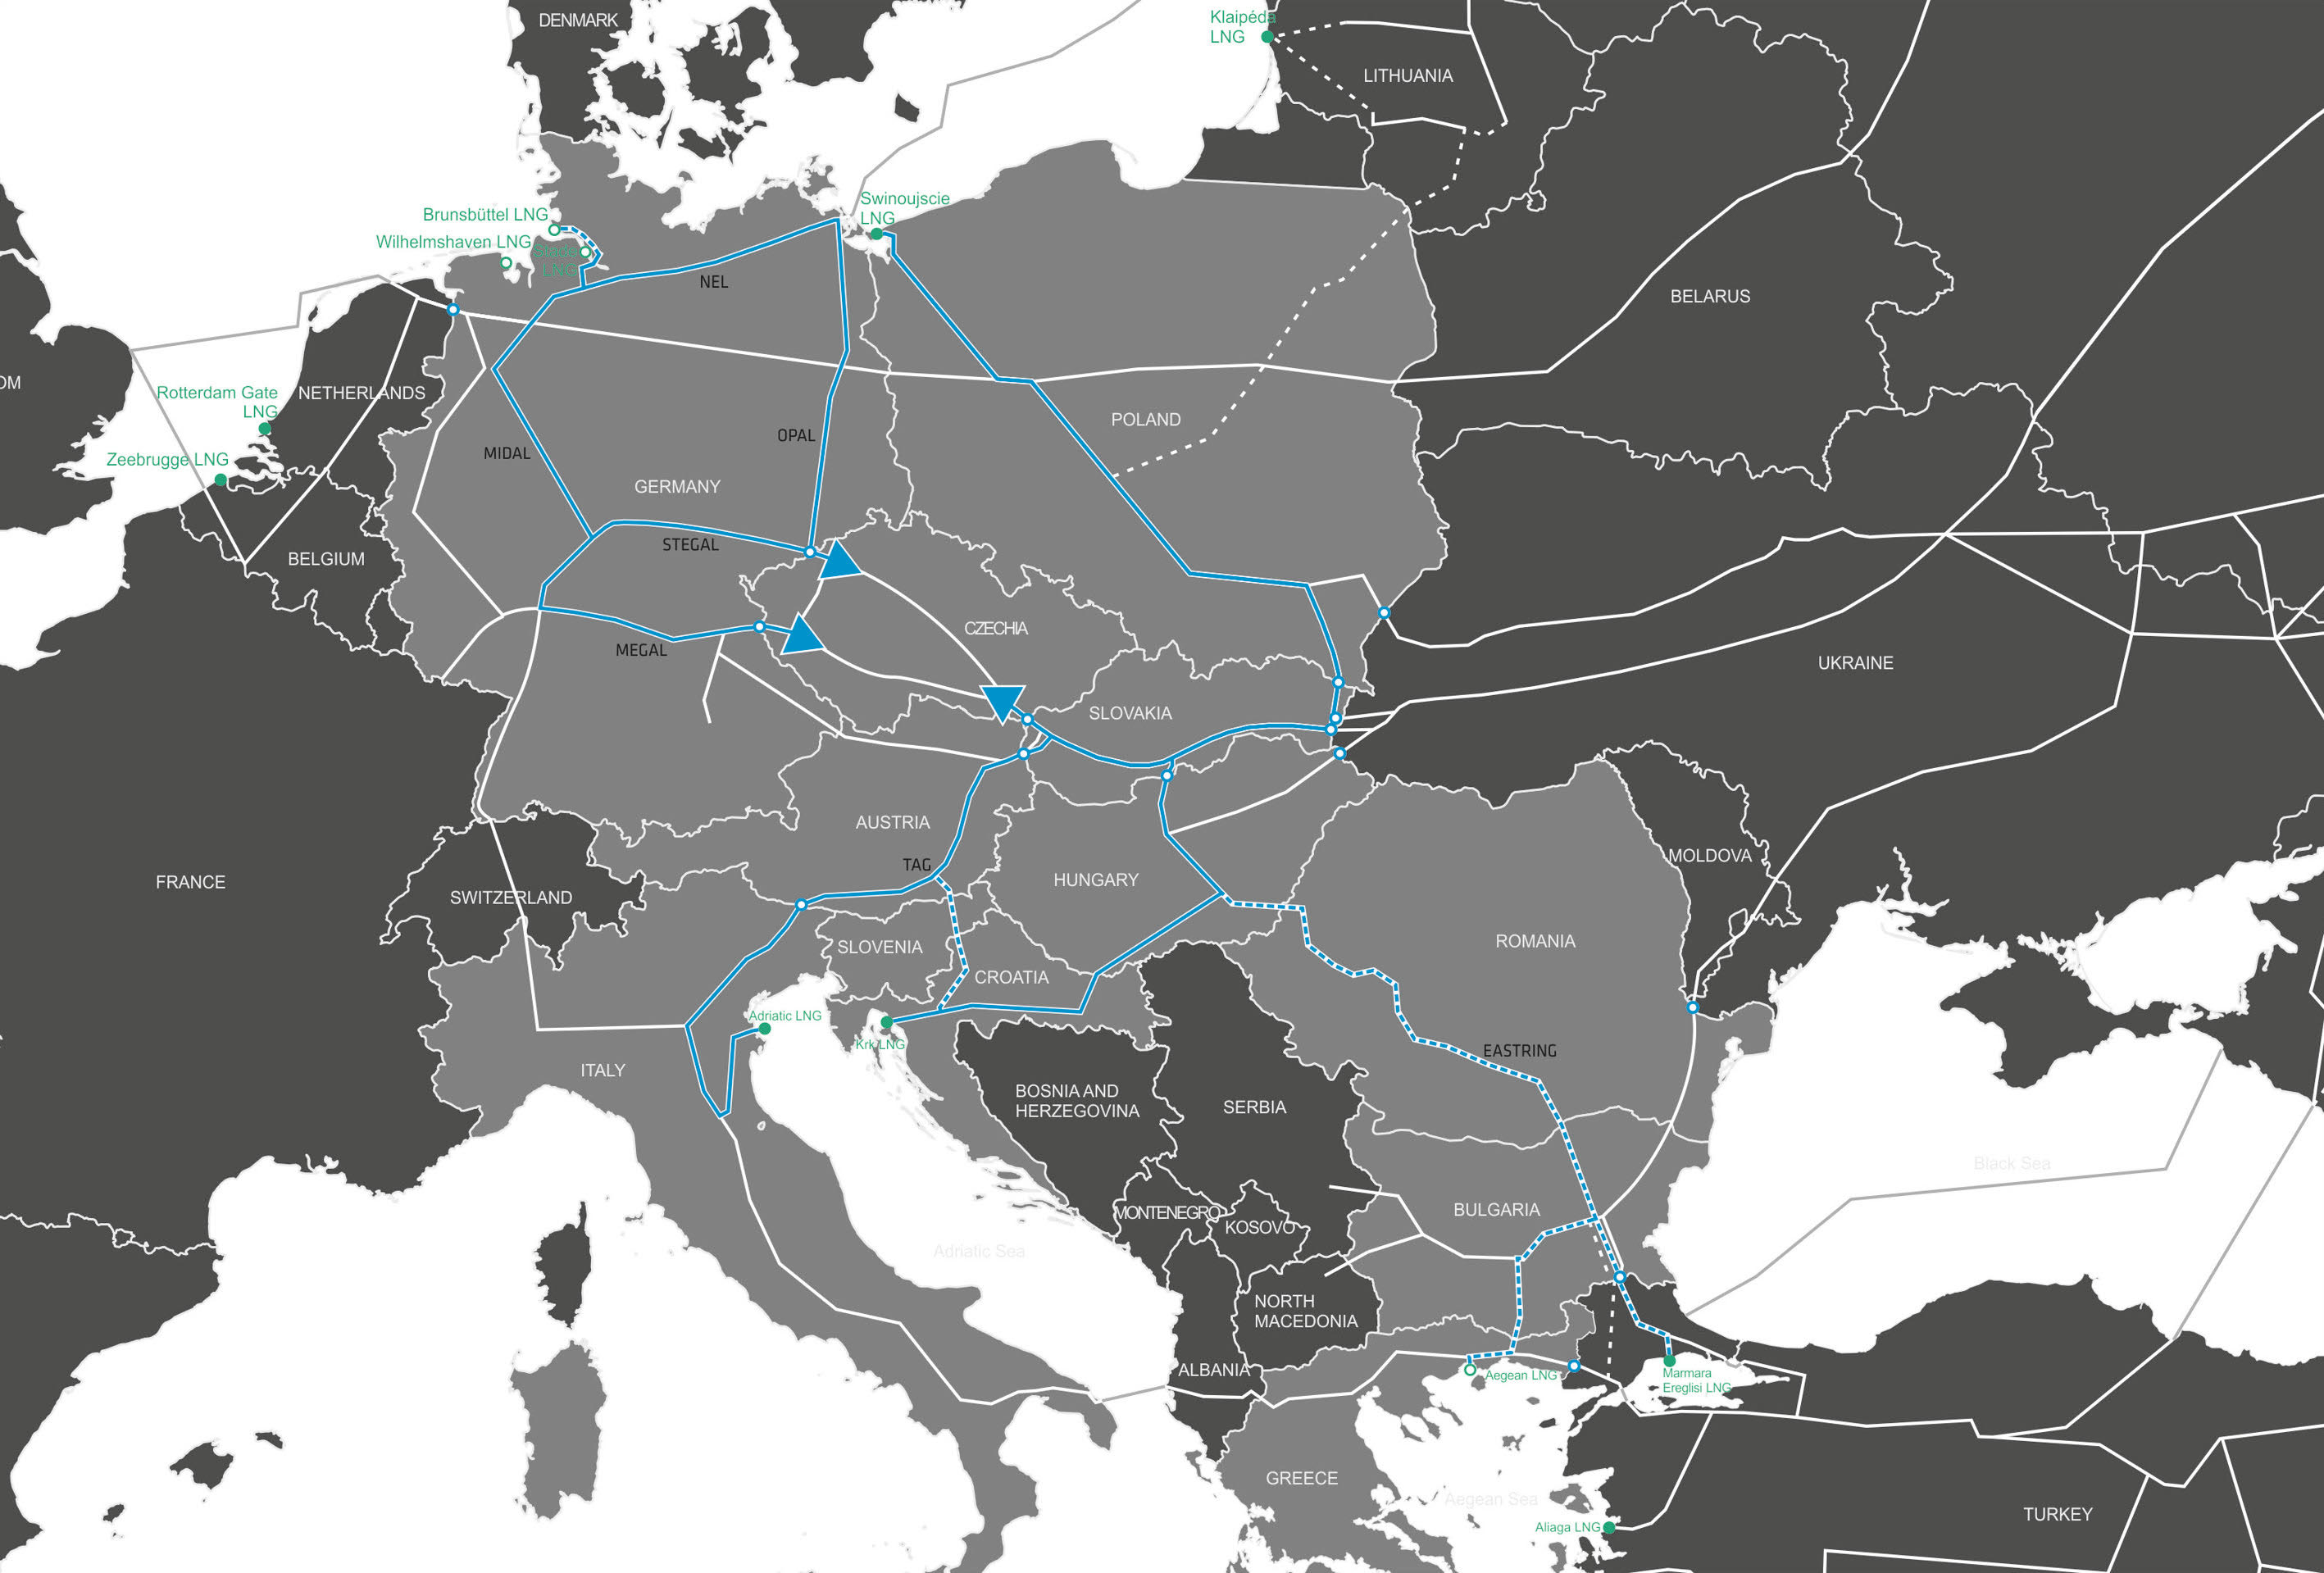 DENMARK
Klaipéda
LNG
LITHUANIA
Swinoujscie
LNG
Brunsbüttel LNG
Wilhelmshaven LNG
Stade
LNG
NEL
BELARUS
OM
NETHERLANDS
Rotterdam Gate
LNG
POLAND
OPAL
MIDAL
Zeebrugge LNG
GERMANY
STEGAL
BELGIUM
CZECHIA
MEGAL
UKRAINE
SLOVAKIA
AUSTRIA
MOLDOVA
TAG
HUNGARY
FRANCE
SWITZERLAND
ROMANIA
SLOVENIA
CROATIA
Adriatic LNG
Krk LNG
EASTRING
ITALY
BOSNIA AND
HERZEGOVINA
SERBIA
Black Sea
MONTENEGRO
BULGARIA
KOSOVO
Adriatic Sea
NORTH
MACEDONIA
ALBANIA
Aegean LNG
Marmara
Ereglisi LNG
GREECE
Aegean Sea
TURKEY
Aliaga LNG